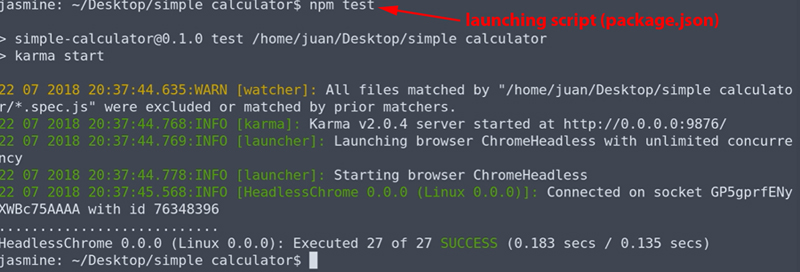 jasmine: ~/Desktop/simple calculator$ npm test
launching script (package.json)
> simple-calculator@0.1.0 test /home/juan/Desktop/simple calculator
> karma start
22 07 2018 20:37:44.635:WARN [watcher]: All files matched by "/home/juan/Desktop/simple calculato
r/*.spec.js" were excluded or matched by prior matchers.
22 07 2018 20:37:44.768:INFO [karma]: Karma v2.0.4 server started at http://0.0.0.0:9876/
22 07 2018 20:37:44.769:INFO [launcher]: Launching browser ChromeHeadless with unlimited concurre
ncy
22 07 2018 20:37:44.778:INFO [launcher]: Starting browser ChromeHeadless
22 07 2018 20:37:45.568:INFO [HeadlessChrome 0.0.0 (Linux 0.0.0)]: Connected on socket GP5gprfENy
XWBc75AAAA with id 76348396
...........................
HeadlessChrome 0.0.0 (Linux 0.0.0): Executed 27 of 27 SUCCESS (0.183 secs / 0.135 secs)
jasmine: ~/Desktop/simple calculator$